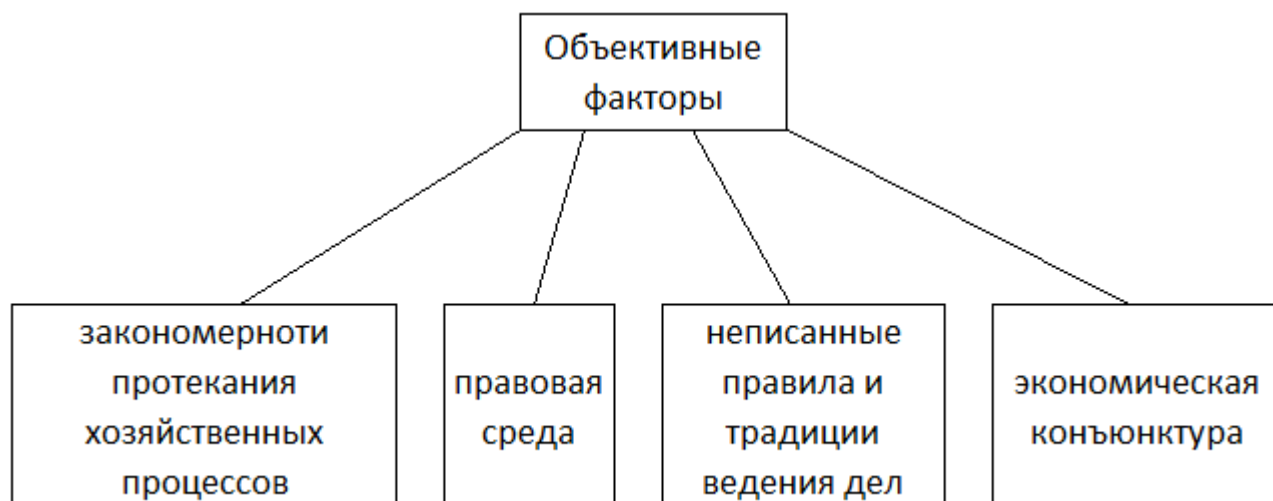 Объективные
факторы
закономерноти
протекания
хозяйственных
процессов
правовая
среда
неписанные
правила и
традиции
ведения дел
экономическая
конъюнктура